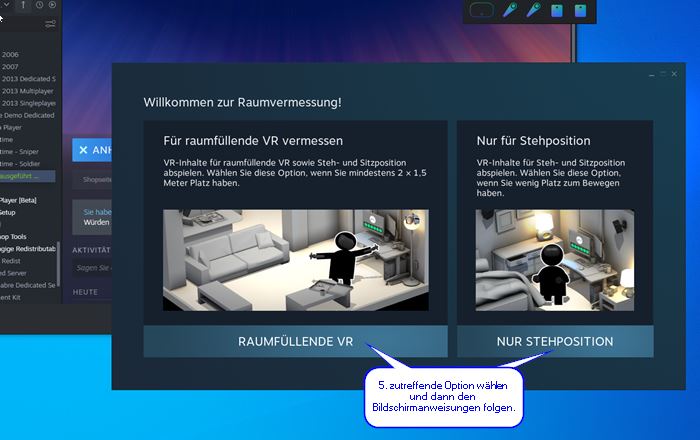 2006
2007
2013 Dedicated S
2013 Multiplayer
2013 Singleplayer
e Demo Dedicated
a Player
time
time - Sniper
time - Soldier
ausgeführt ...
Player [Beta]
Setup
hop Tools
gige Redistributab
Redist
ed Server
abre Dedicated Se
ent Kit
ANH
Shopseite
Sie habe
Würden
AKTIVITÄT
Sagen Sie
HEUTE
Willkommen zur Raumvermessung!
Für raumfüllende VR vermessen
VR-Inhalte für raumfüllende VR sowie Steh- und Sitzposition
abspielen. Wählen Sie diese Option, wenn Sie mindestens 2 × 1,5
Meter Platz haben.
RAUMFÜLLENDE VR
Nur für Stehposition
VR-Inhalte für Steh- und Sitzposition
abspielen. Wählen Sie diese Option,
wenn Sie wenig Platz zum Bewegen
haben.
NUR STEHPOSITION
5. zutreffende Option wählen
und dann den
Bildschirmanweisungen folgen.